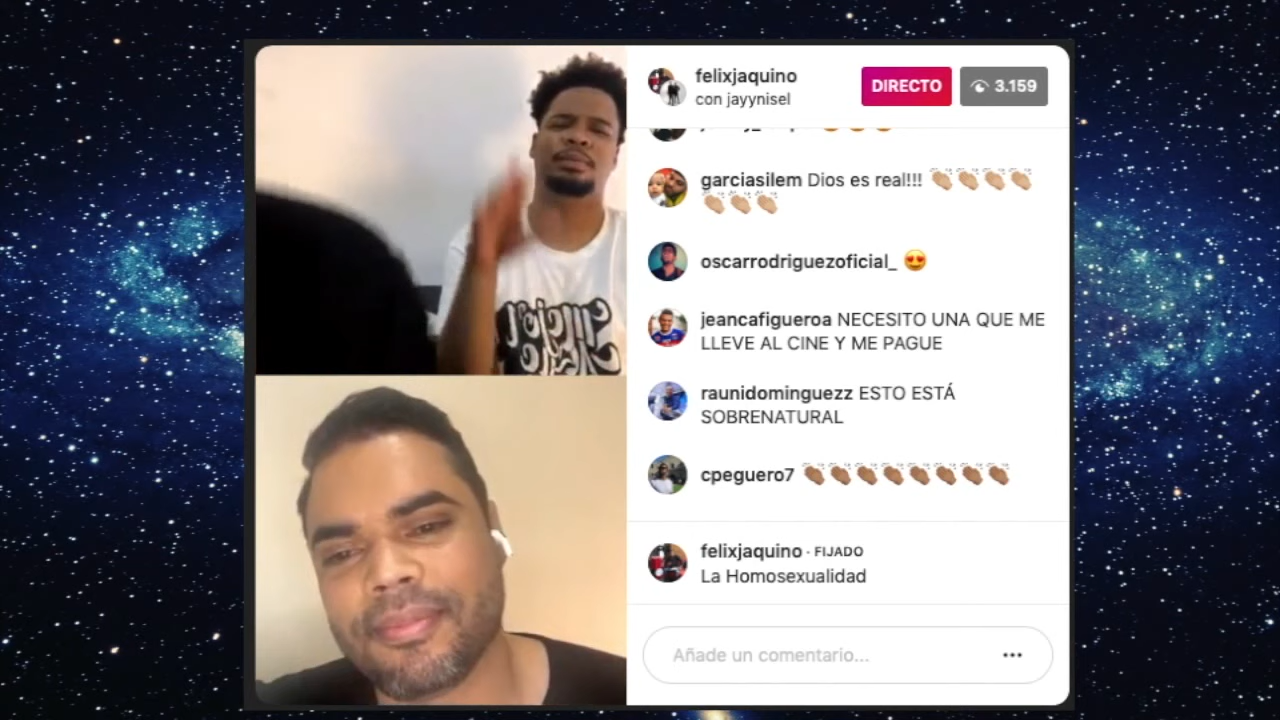 felixjaquino
con jayynisel
DIRECTO
3.159
garciasilem Dios es real!!! 👏🏽👏🏽👏🏽👏🏽
👏🏽👏🏽👏🏽
oscarrodriguezoficial_ 😍
jeancafigueroa NECESITO UNA QUE ME
LLEVE AL CINE Y ME PAGUE
raunidominguezz ESTO ESTÁ
SOBRENATURAL
cpeguero7 👏🏽👏🏽👏🏽👏🏽👏🏽👏🏽👏🏽👏🏽
felixjaquino · FIJADO
La Homosexualidad
Añade un comentario...